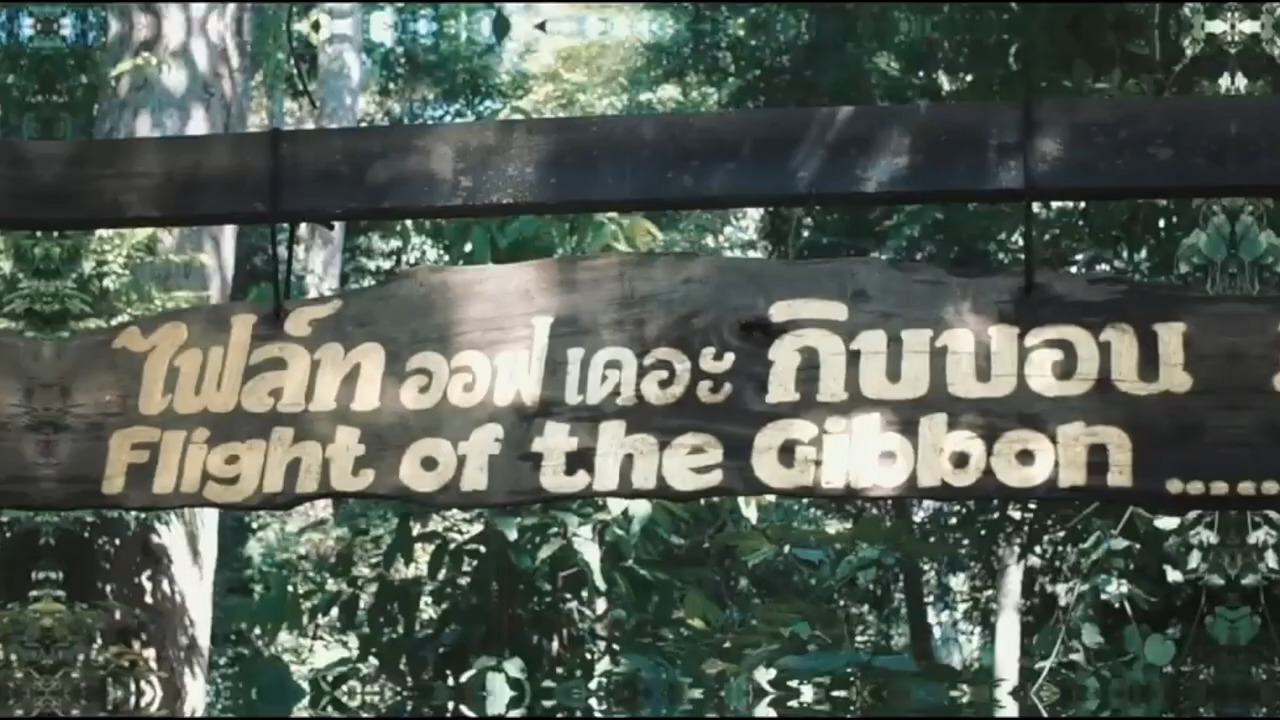 ไฟล์ท ออฟ เดอะ กิบบอน
Flight of the Gibbon ......